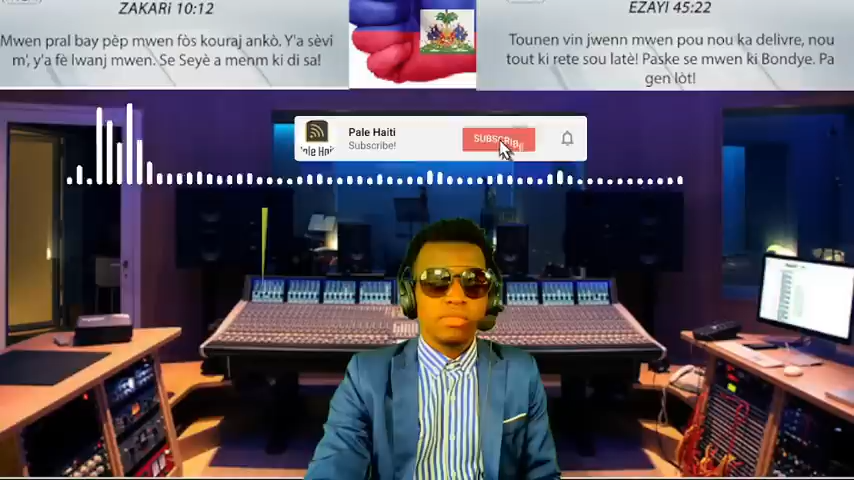 ZAKARi 10:12
Mwen pral bay pèp mwen fòs kouraj ankò. Y'a sèvi
m', y'a fè lwanj mwen. Se Seyè a menm ki di sa!
EZAYI 45:22
Tounen vin jwenn mwen pou nou ka delivre, nou
tout ki rete sou latè! Paske se mwen ki Bondye. Pa
gen lòt!
Pale Haiti
Subscribe!
SUBSCRIB